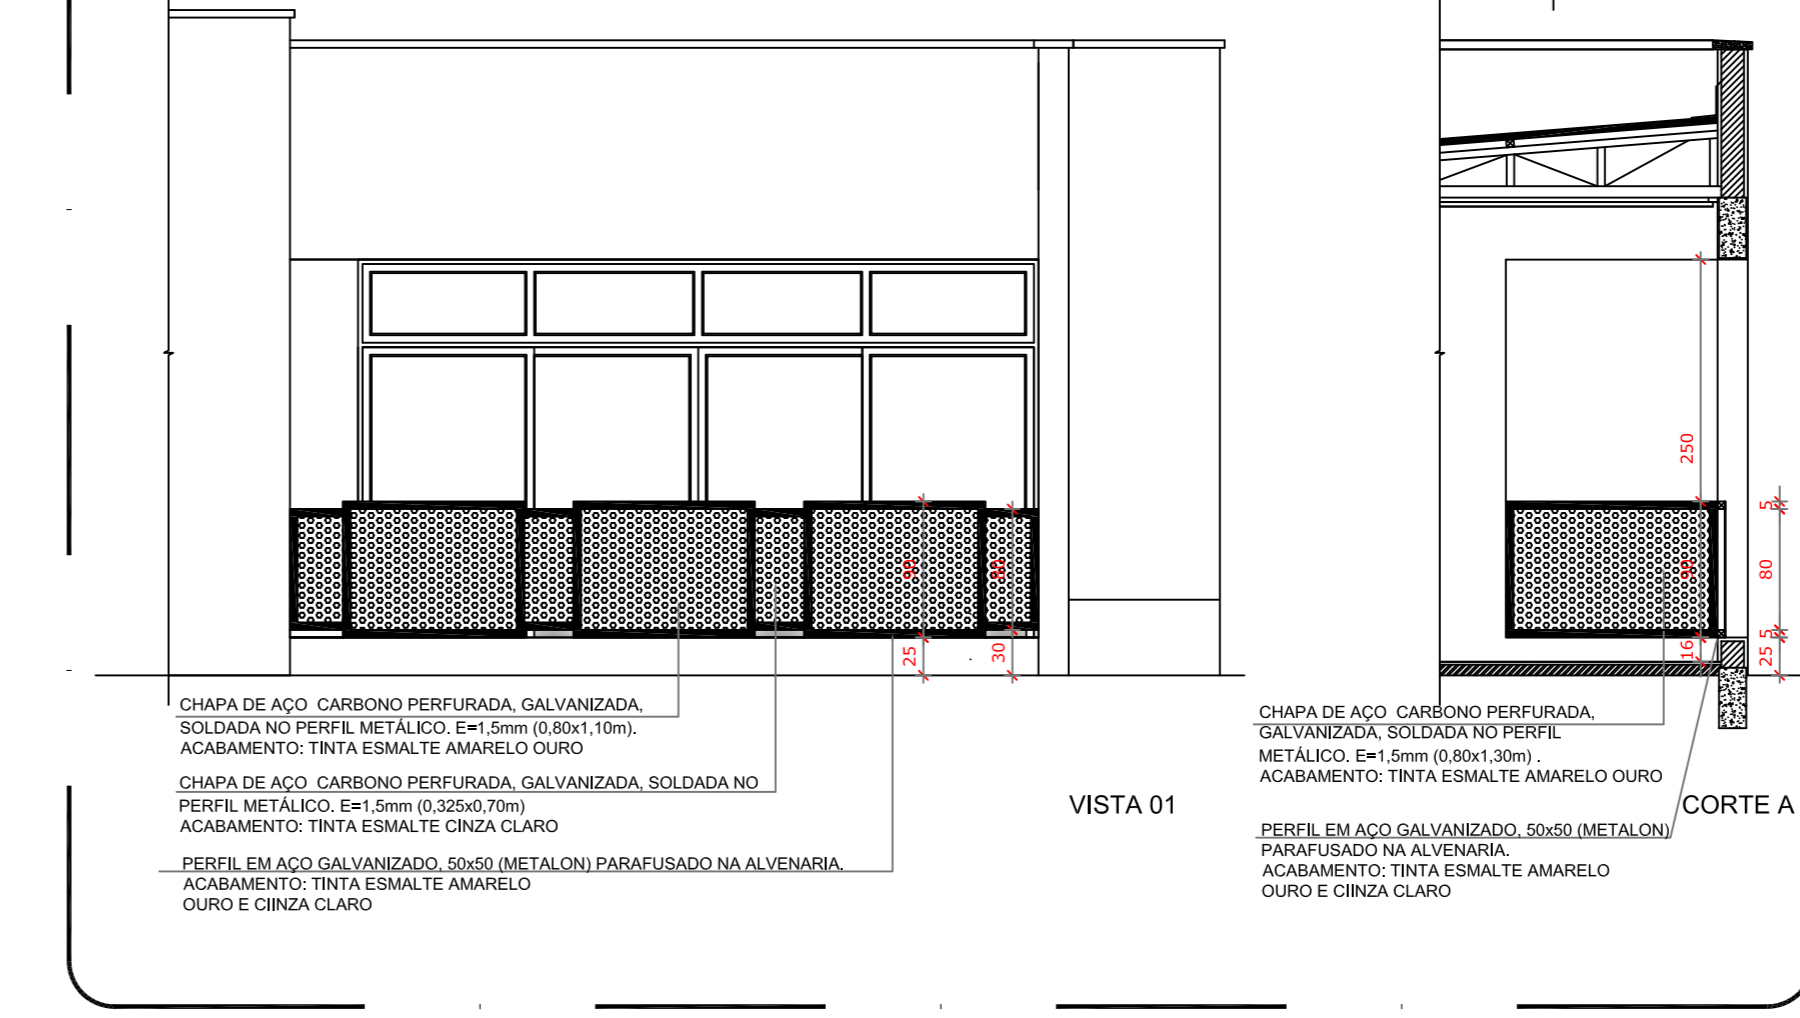 250
5
90
80
90
80
25
30
16
5
25
CHAPA DE AÇO CARBONO PERFURADA, GALVANIZADA,
SOLDADA NO PERFIL METÁLICO. E=1,5mm (0,80x1,10m).
ACABAMENTO: TINTA ESMALTE AMARELO OURO
CHAPA DE AÇO CARBONO PERFURADA, GALVANIZADA, SOLDADA NO
PERFIL METÁLICO. E=1,5mm (0,325x0,70m)
ACABAMENTO: TINTA ESMALTE CINZA CLARO
PERFIL EM AÇO GALVANIZADO, 50x50 (METALON) PARAFUSADO NA ALVENARIA.
ACABAMENTO: TINTA ESMALTE AMARELO
OURO E CIINZA CLARO
VISTA 01
CHAPA DE AÇO CARBONO PERFURADA,
GALVANIZADA, SOLDADA NO PERFIL
METÁLICO. E=1,5mm (0,80x1,30m) .
ACABAMENTO: TINTA ESMALTE AMARELO OURO
CORTE A
PERFIL EM AÇO GALVANIZADO, 50x50 (METALON)
PARAFUSADO NA ALVENARIA.
ACABAMENTO: TINTA ESMALTE AMARELO
OURO E CIINZA CLARO